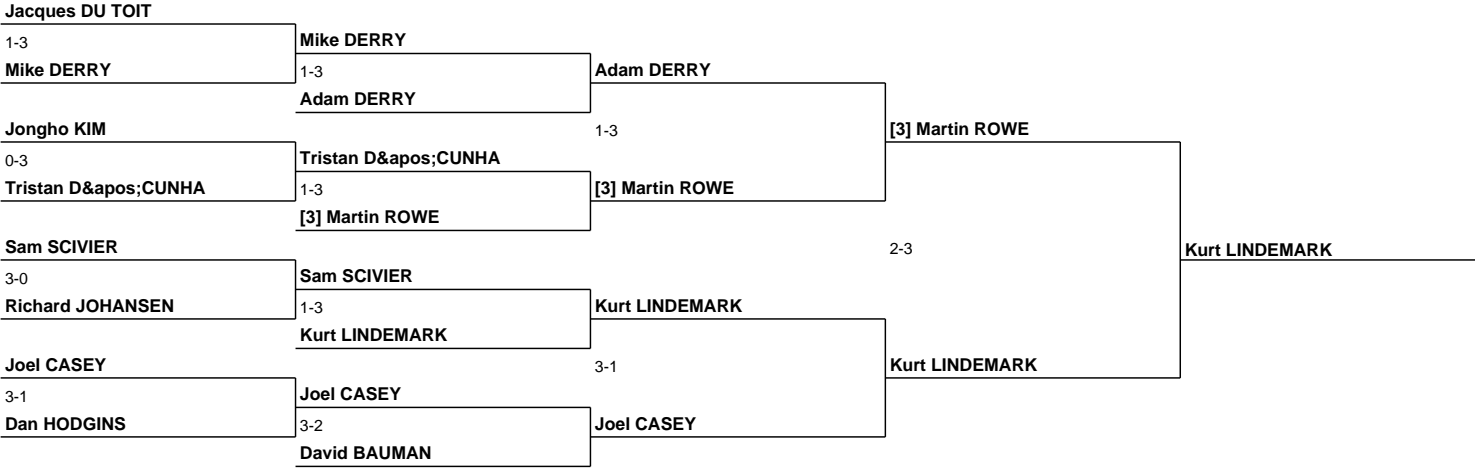 Jacques DU TOIT
1-3
Mike DERRY
Mike DERRY
1-3
Adam DERRY
Adam DERRY
Jongho KIM
0-3
Tristan D&apos;CUNHA
Tristan D&apos;CUNHA
1-3
[3] Martin ROWE
1-3
[3] Martin ROWE
[3] Martin ROWE
Sam SCIVIER
3-0
Richard JOHANSEN
Sam SCIVIER
1-3
Kurt LINDEMARK
Kurt LINDEMARK
2-3
Kurt LINDEMARK
Joel CASEY
3-1
Dan HODGINS
Joel CASEY
3-2
David BAUMAN
3-1
Joel CASEY
Kurt LINDEMARK